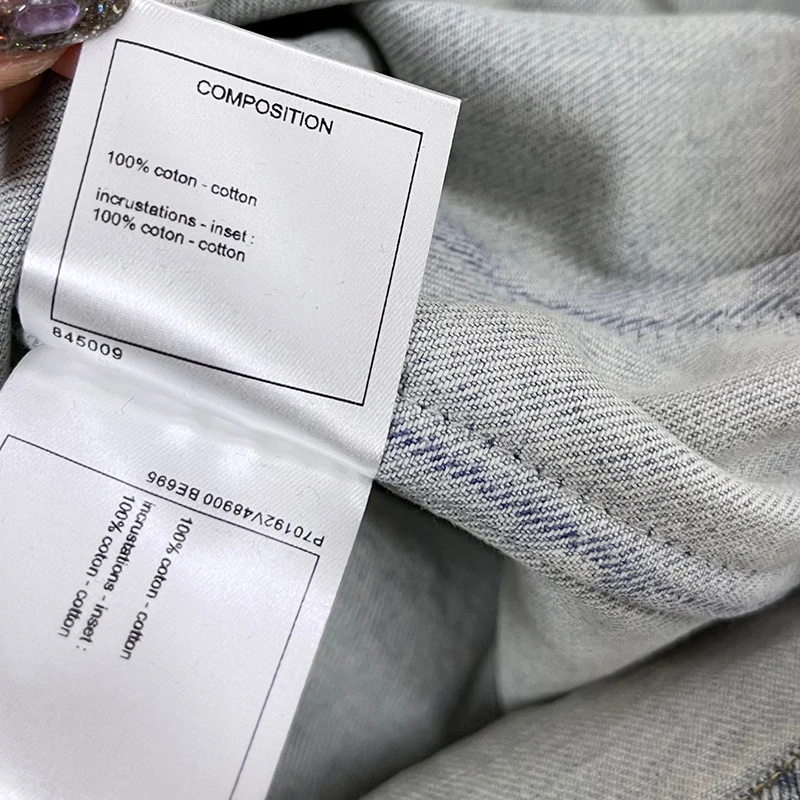 COMPOSITION
100% coton - cotton
incrustations - inset :
100% coton - cotton
845009
P70192V48900 BE695
100% coton - cotton
incrustations - inset :
100% coton - cotton